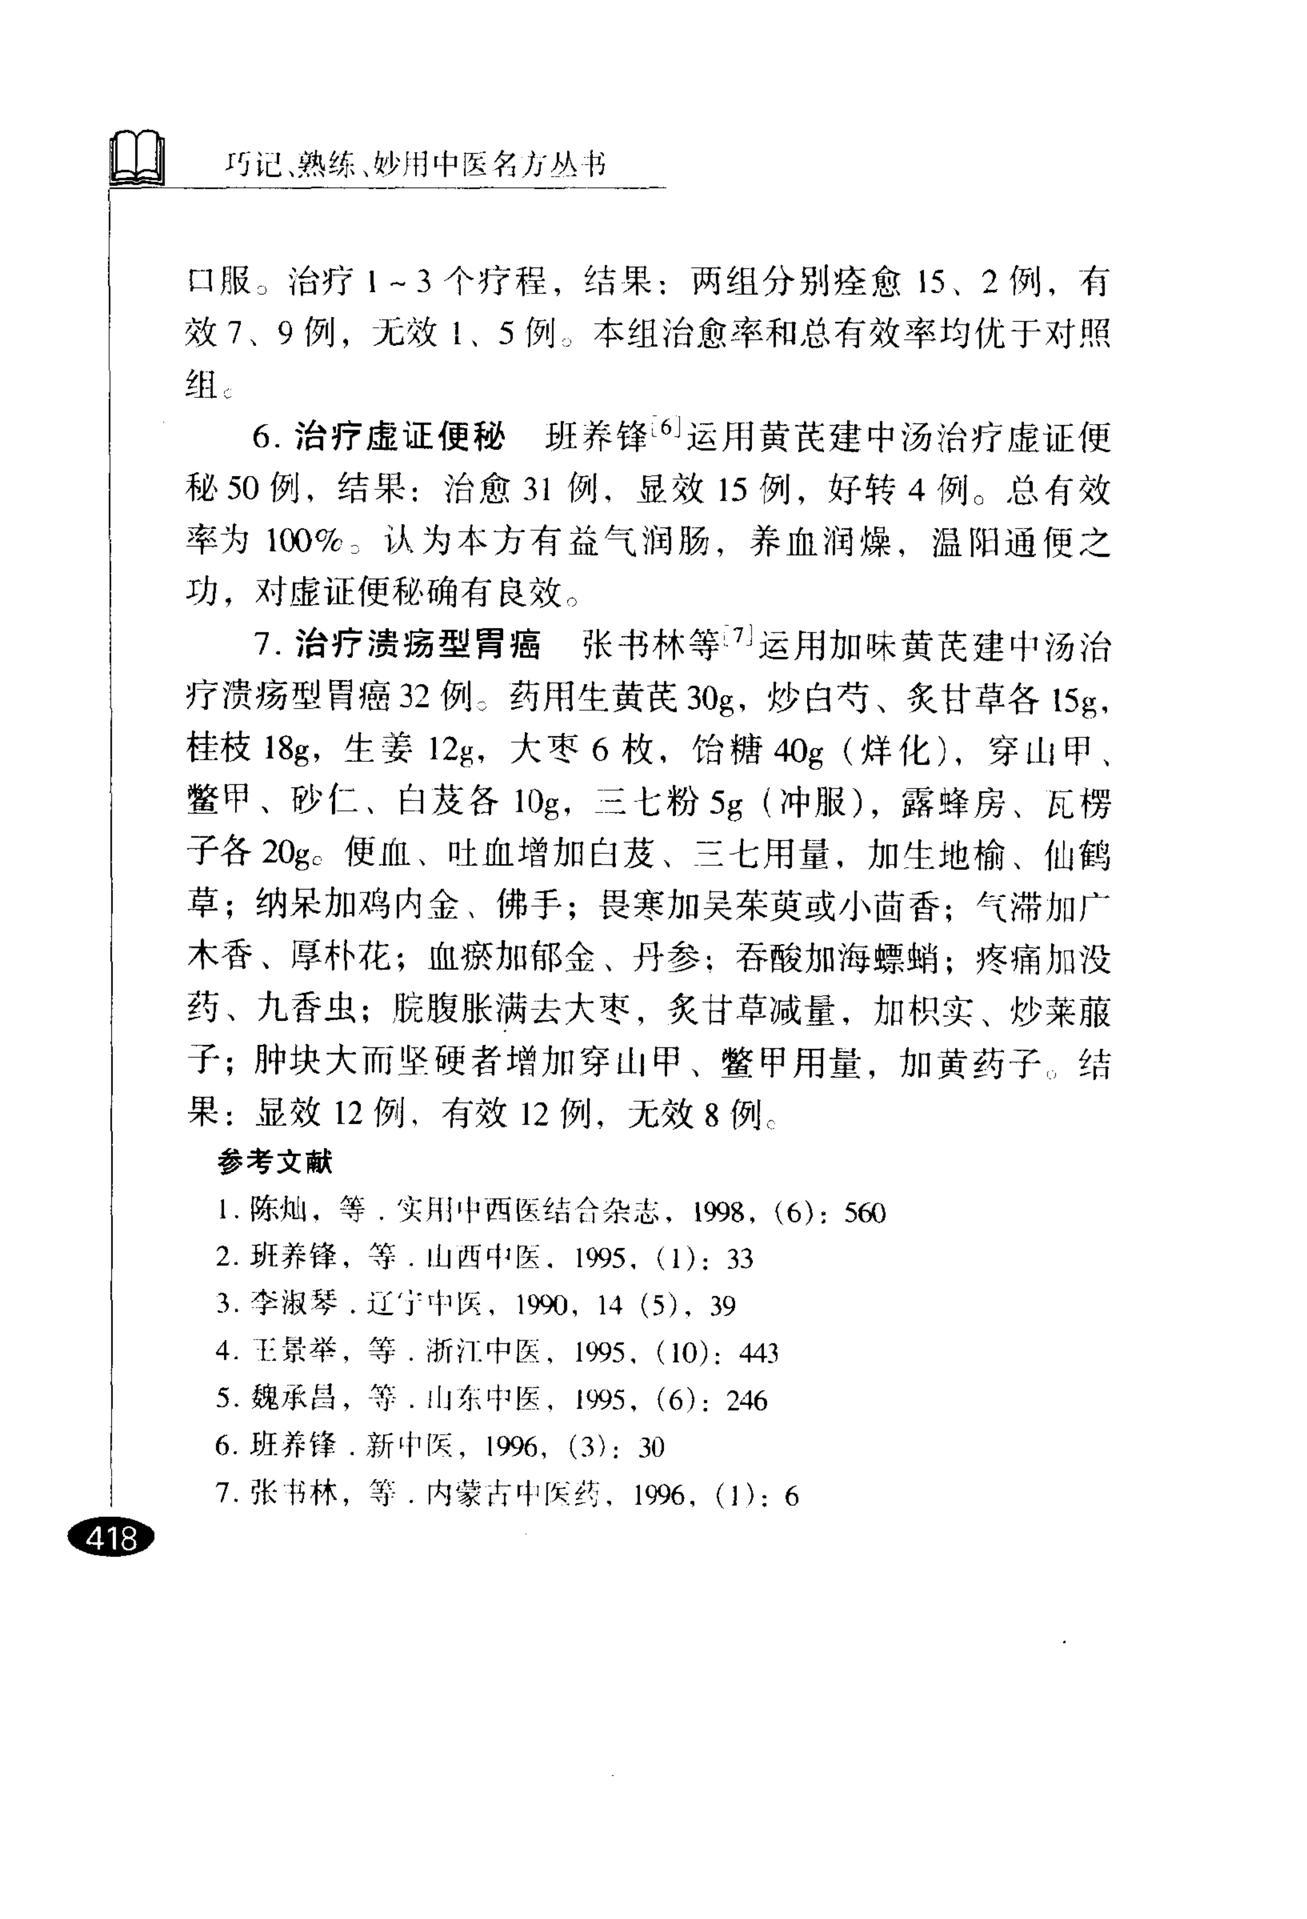 巧记、熟练、妙用中医名方丛书
口服。治疗 1～3 个疗程，结果：两组分别痊愈 15、2 例，有
效 7、9 例，无效 1、5 例。本组治愈率和总有效率均优于对照
组。
6. 治疗虚证便秘 班养锋[6]运用黄芪建中汤治疗虚证便
秘 50 例，结果：治愈 31 例，显效 15 例，好转 4 例。总有效
率为 100%。认为本方有益气润肠，养血润燥，温阳通便之
功，对虚证便秘确有良效。
7. 治疗溃疡型胃癌 张书林等[7]运用加味黄芪建中汤治
疗溃疡型胃癌 32 例。药用生黄芪 30g，炒白芍、炙甘草各 15g，
桂枝 18g，生姜 12g，大枣 6 枚，饴糖 40g（烊化），穿山甲、
鳖甲、砂仁、白芨各 10g，三七粉 5g（冲服），露蜂房、瓦楞
子各 20g。便血、吐血增加白芨、三七用量，加生地榆、仙鹤
草；纳呆加鸡内金、佛手；畏寒加吴茱萸或小茴香；气滞加广
木香、厚朴花；血瘀加郁金、丹参；吞酸加海螵蛸；疼痛加没
药、九香虫；脘腹胀满去大枣，炙甘草减量，加枳实、炒莱菔
子；肿块大而坚硬者增加穿山甲、鳖甲用量，加黄药子。结
果：显效 12 例，有效 12 例，无效 8 例。
参考文献
1. 陈灿，等．实用中西医结合杂志，1998，(6)：560
2. 班养锋，等．山西中医，1995，(1)：33
3. 李淑琴．辽宁中医，1990，14 (5)，39
4. 王景举，等．浙江中医，1995，(10)：443
5. 魏承昌，等．山东中医，1995，(6)：246
6. 班养锋．新中医，1996，(3)：30
7. 张书林，等．内蒙古中医药，1996，(1)：6
418